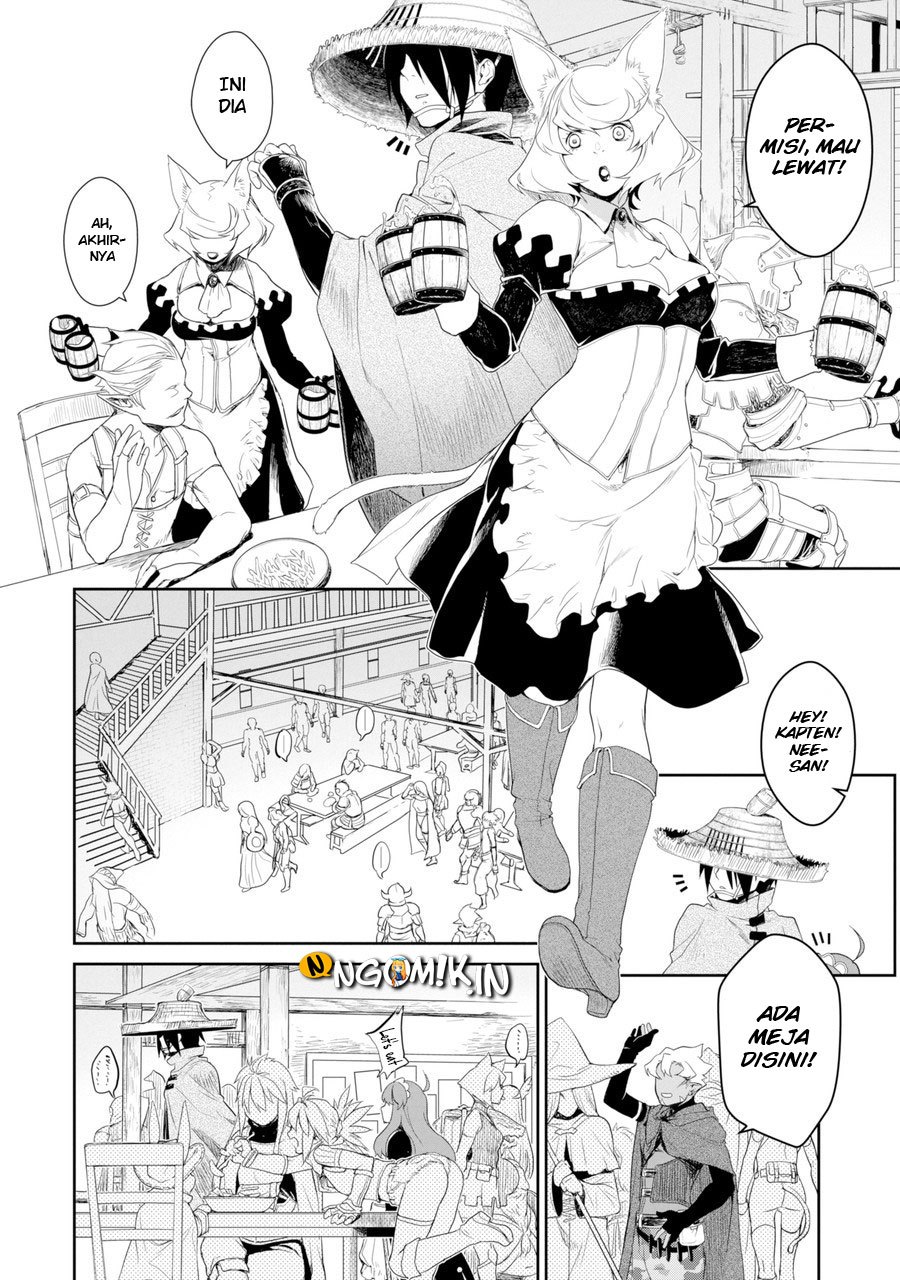 PER-
MISI, MAU
LEWAT!
INI
DIA
AH,
AKHIR-
NYA
HEY!
KAPTEN!
NEE-
SAN!
NGOMIK.IN
ADA
MEJA
DISINI!
Let's eat